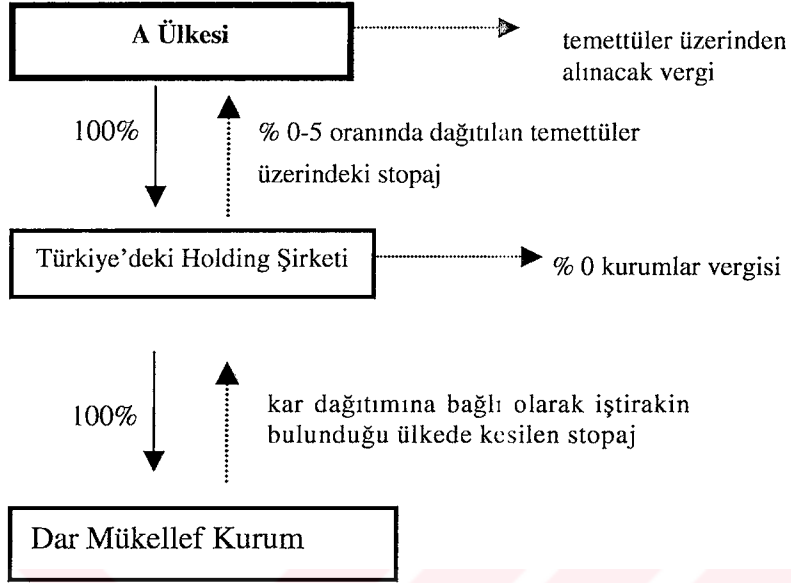 A Ülkesi
temettüler üzerinden
alınacak vergi
100%
% 0-5 oranında dağıtılan temettüler
üzerindeki stopaj
Türkiye'deki Holding Şirketi
% 0 kurumlar vergisi
100%
kar dağıtımına bağlı olarak iştirakin
bulunduğu ülkede kesilen stopaj
Dar Mükellef Kurum